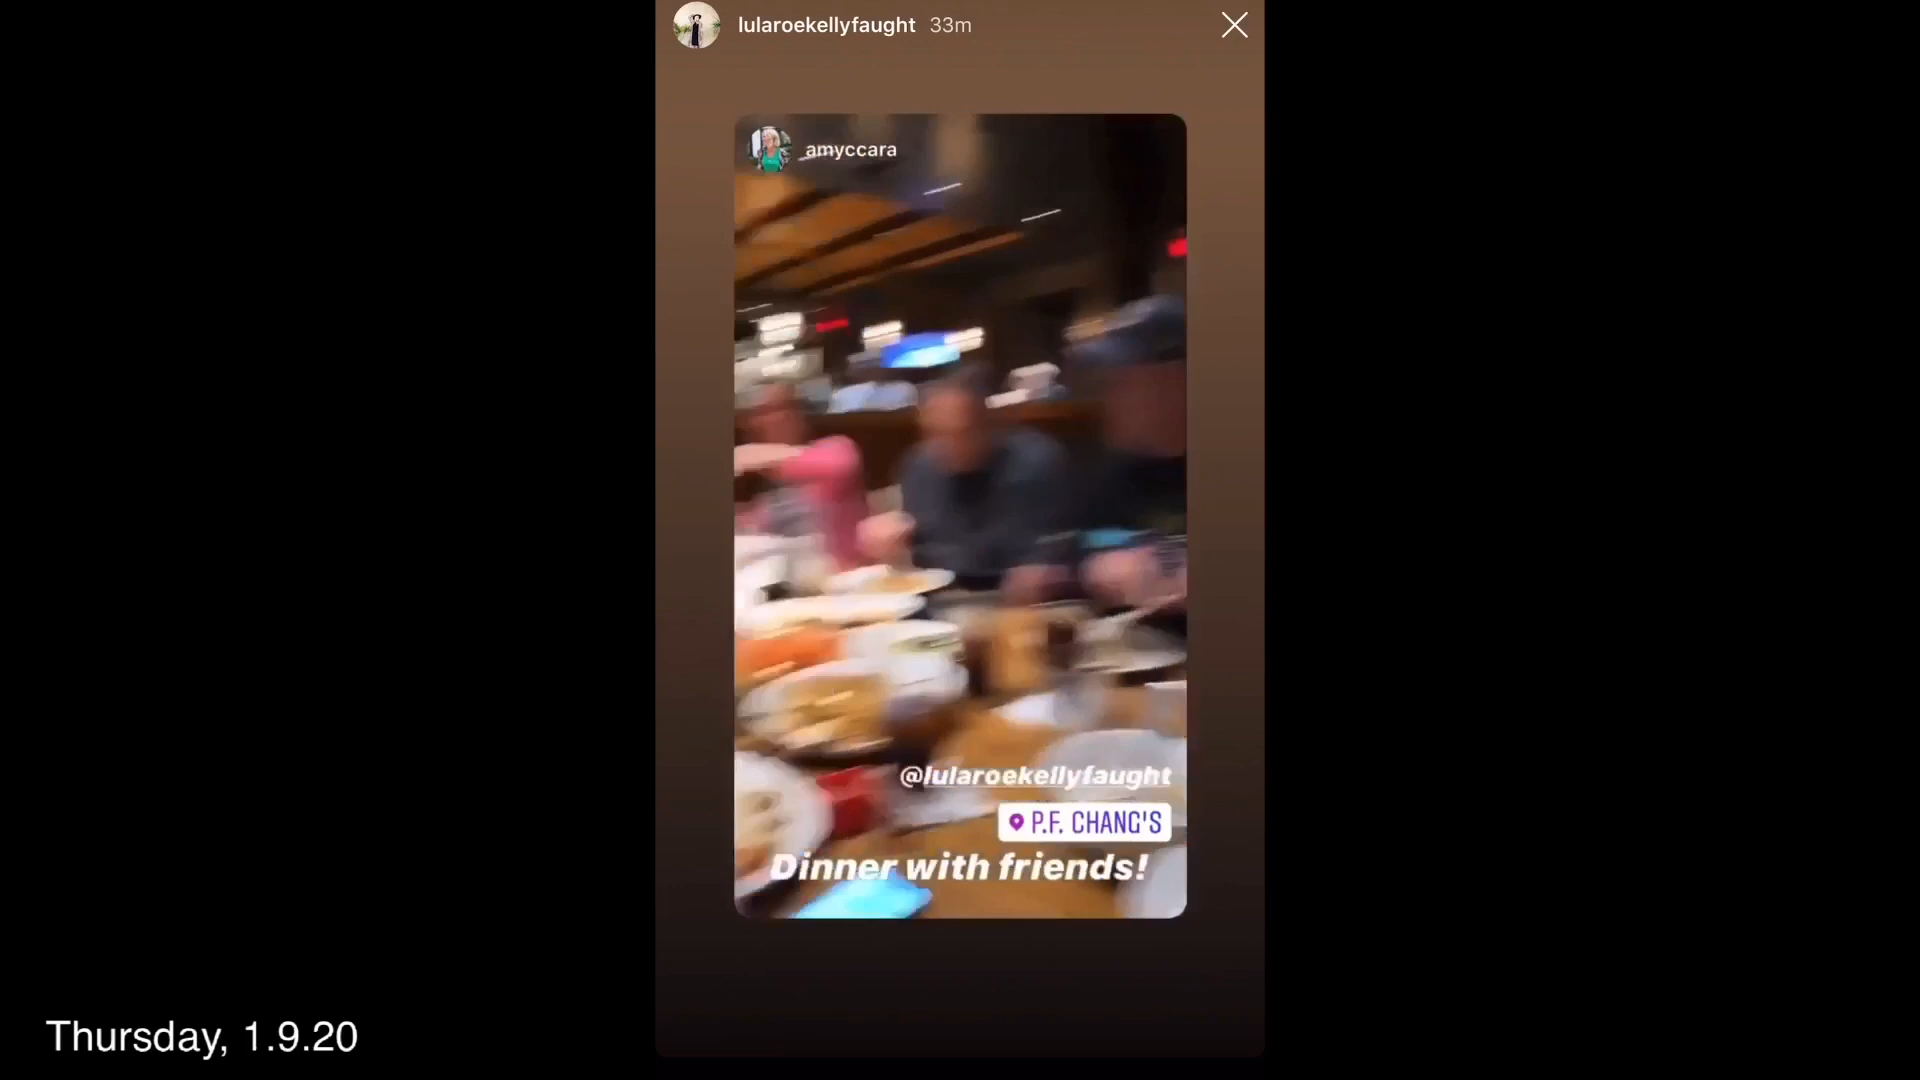 lularoekellyfaught 33m
amyccara
@lularoekellyfaught
P.F. CHANG'S
Dinner with friends!
Thursday, 1.9.20